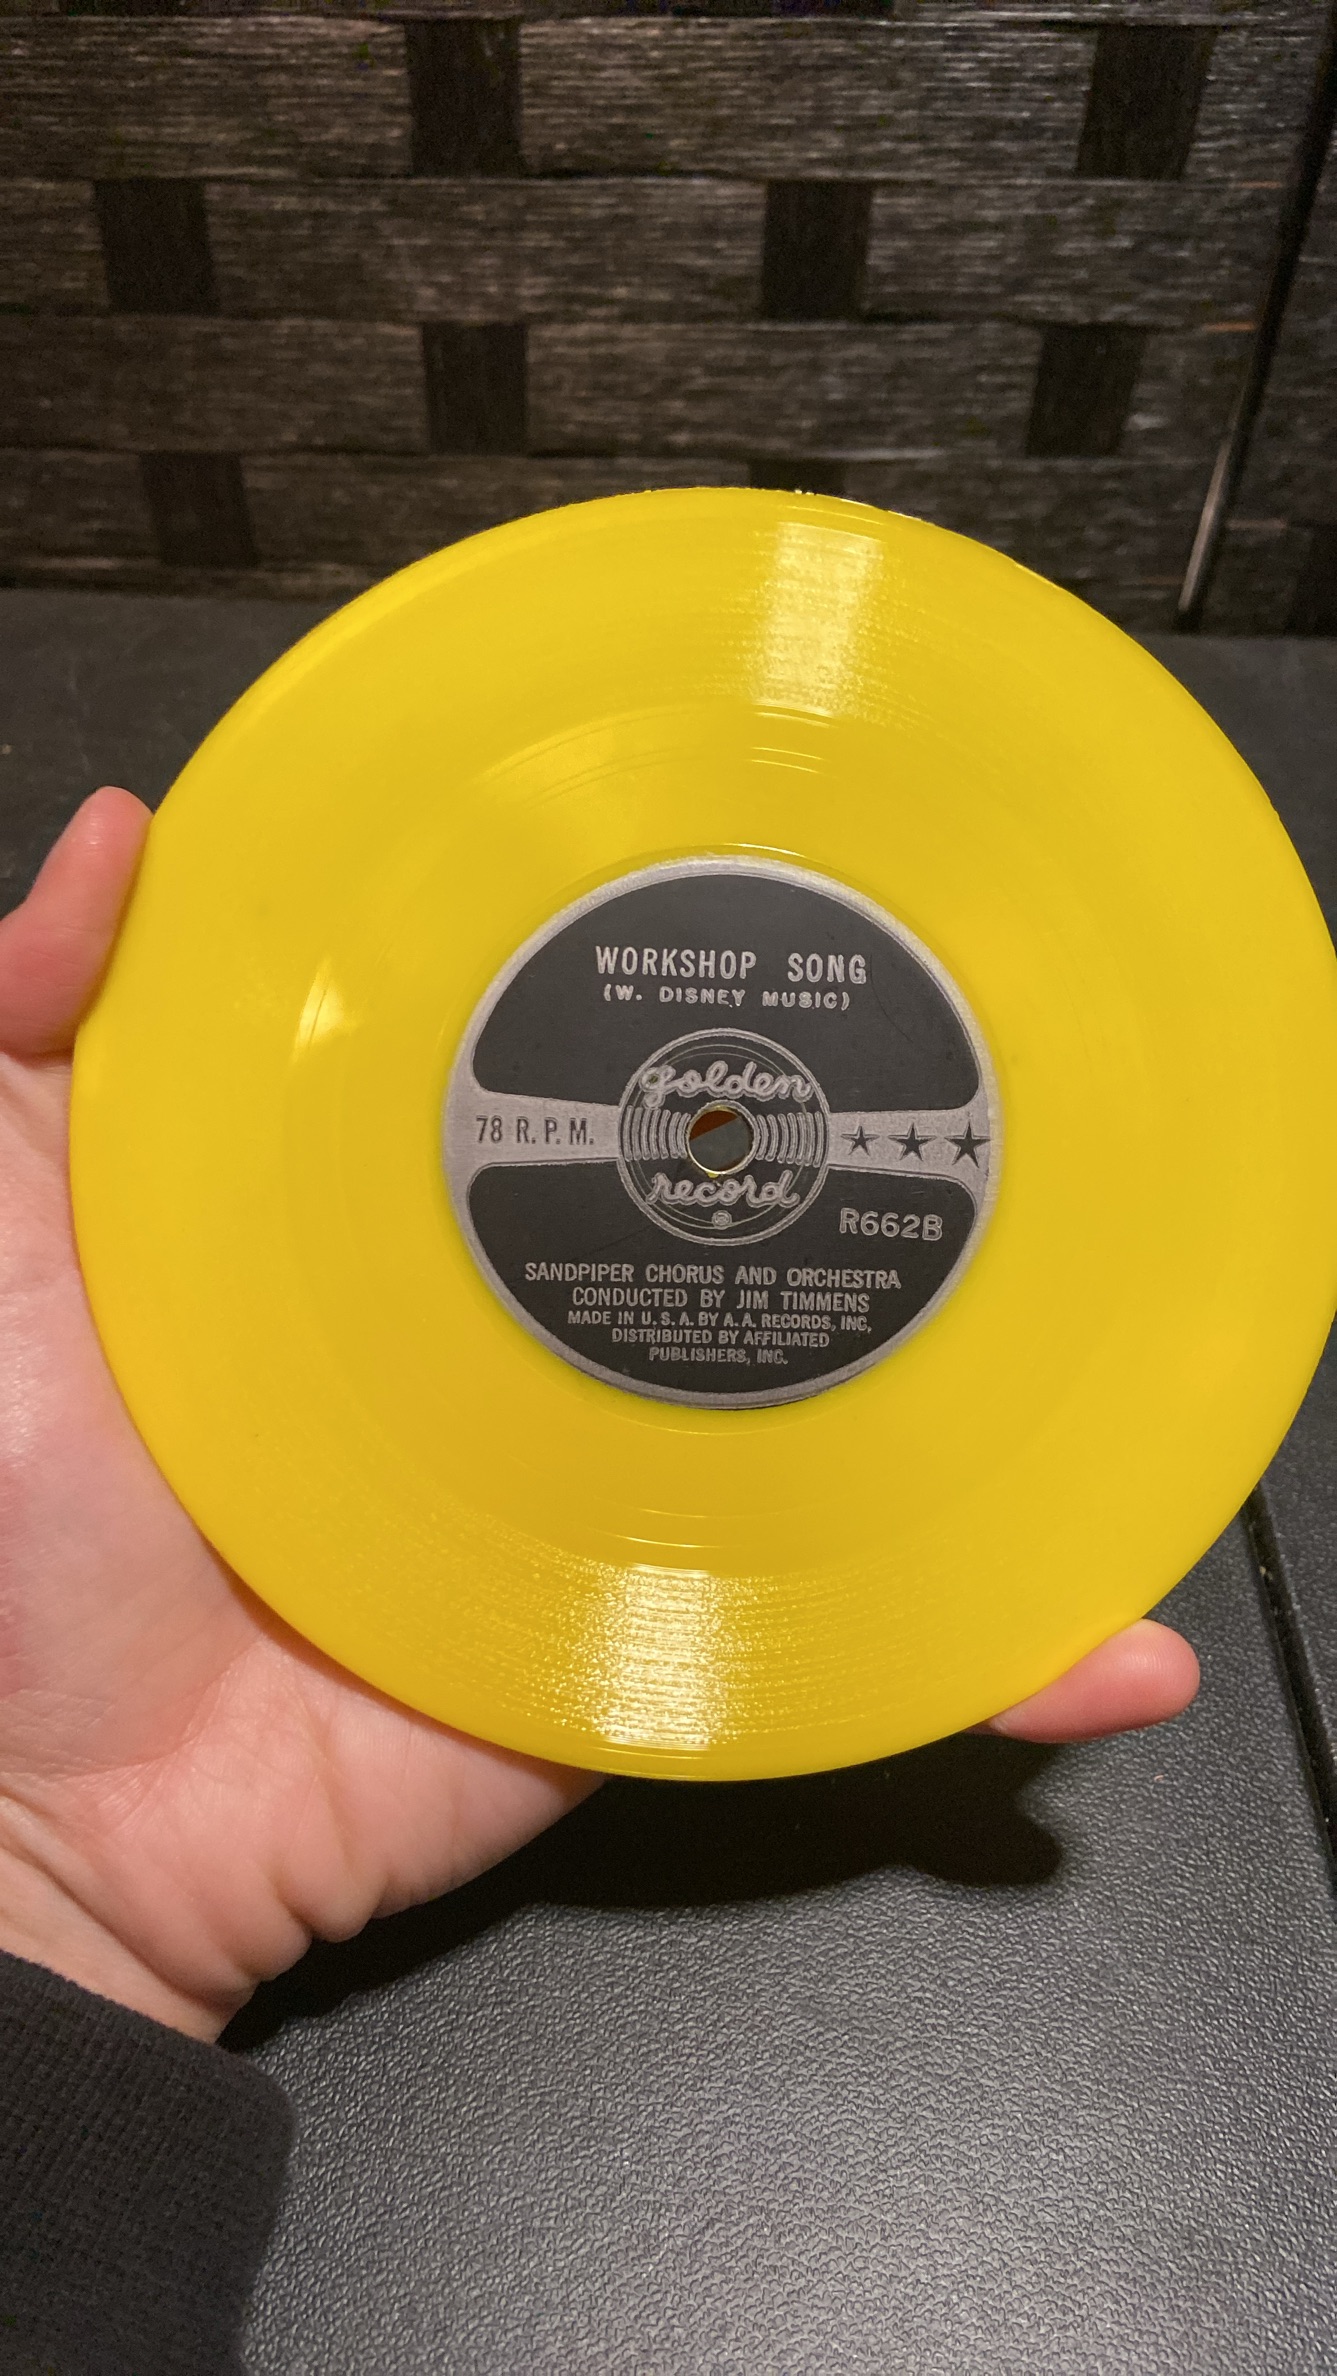 WORKSHOP SONG
(W. DISNEY MUSIC)
golden
78 R.P.M.
record
R662B
SANDPIPER CHORUS AND ORCHESTRA
CONDUCTED BY JIM TIMMENS
MADE IN U.S.A. BY A.A. RECORDS, INC,
DISTRIBUTED BY AFFILIATED
PUBLISHERS, INC.